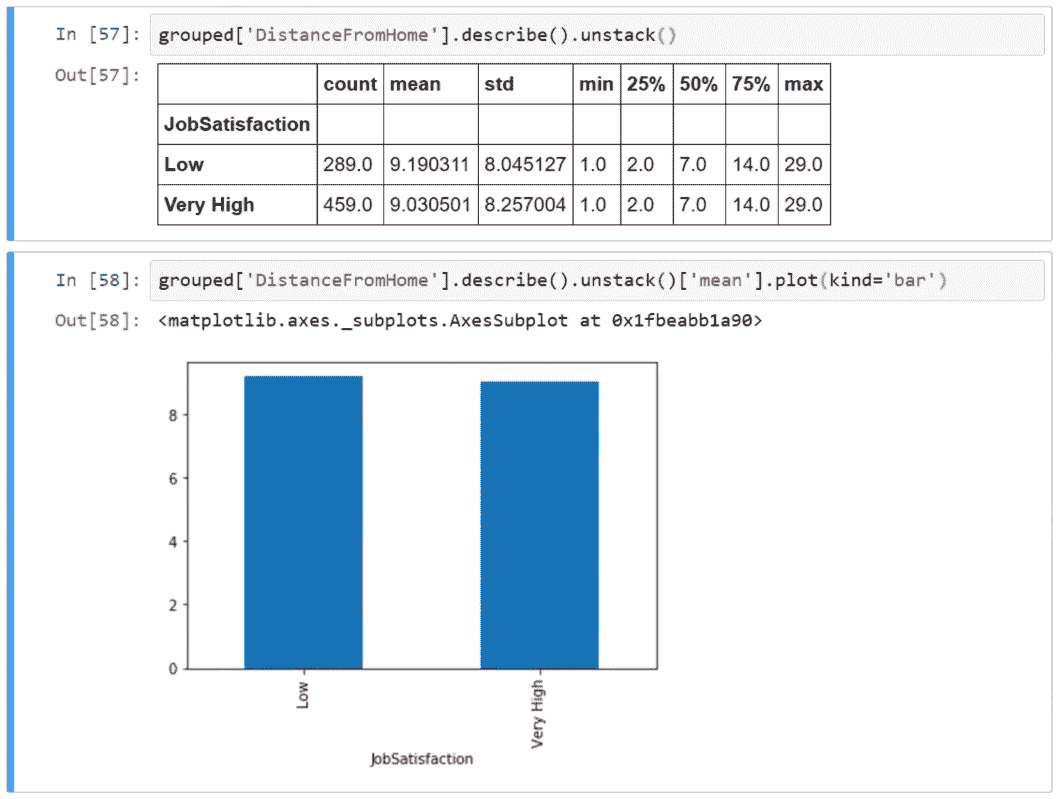 In [57]: grouped['DistanceFromHome'].describe().unstack()
Out[57]:
count mean std min 25% 50% 75% max
JobSatisfaction
Low 289.0 9.190311 8.045127 1.0 2.0 7.0 14.0 29.0
Very High 459.0 9.030501 8.257004 1.0 2.0 7.0 14.0 29.0
In [58]: grouped['DistanceFromHome'].describe().unstack()['mean'].plot(kind='bar')
Out[58]: <matplotlib.axes._subplots.AxesSubplot at 0x1fbeabb1a90>
8
6
4
2
0
Low
Very High
JobSatisfaction